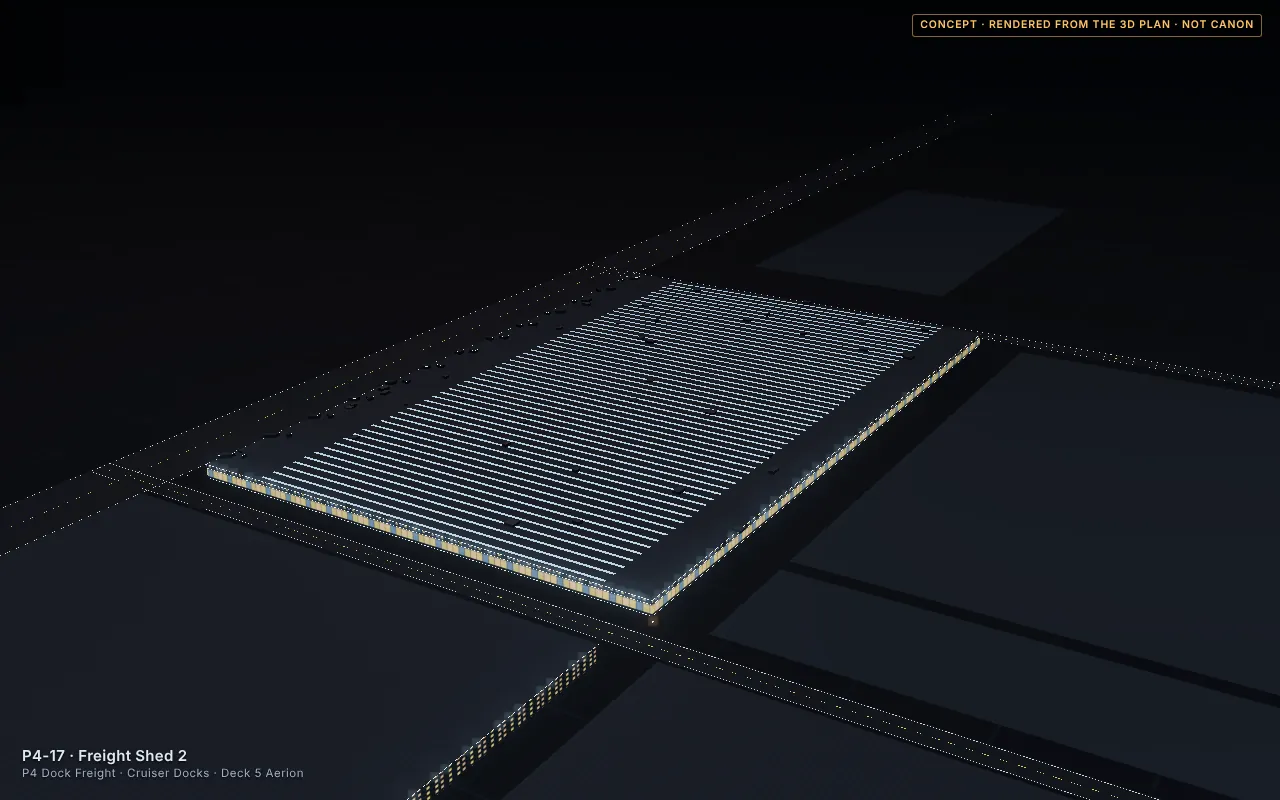 CONCEPT · RENDERED FROM THE 3D PLAN · NOT CANON
P4-17 · Freight Shed 2
P4 Dock Freight · Cruiser Docks · Deck 5 Aerion